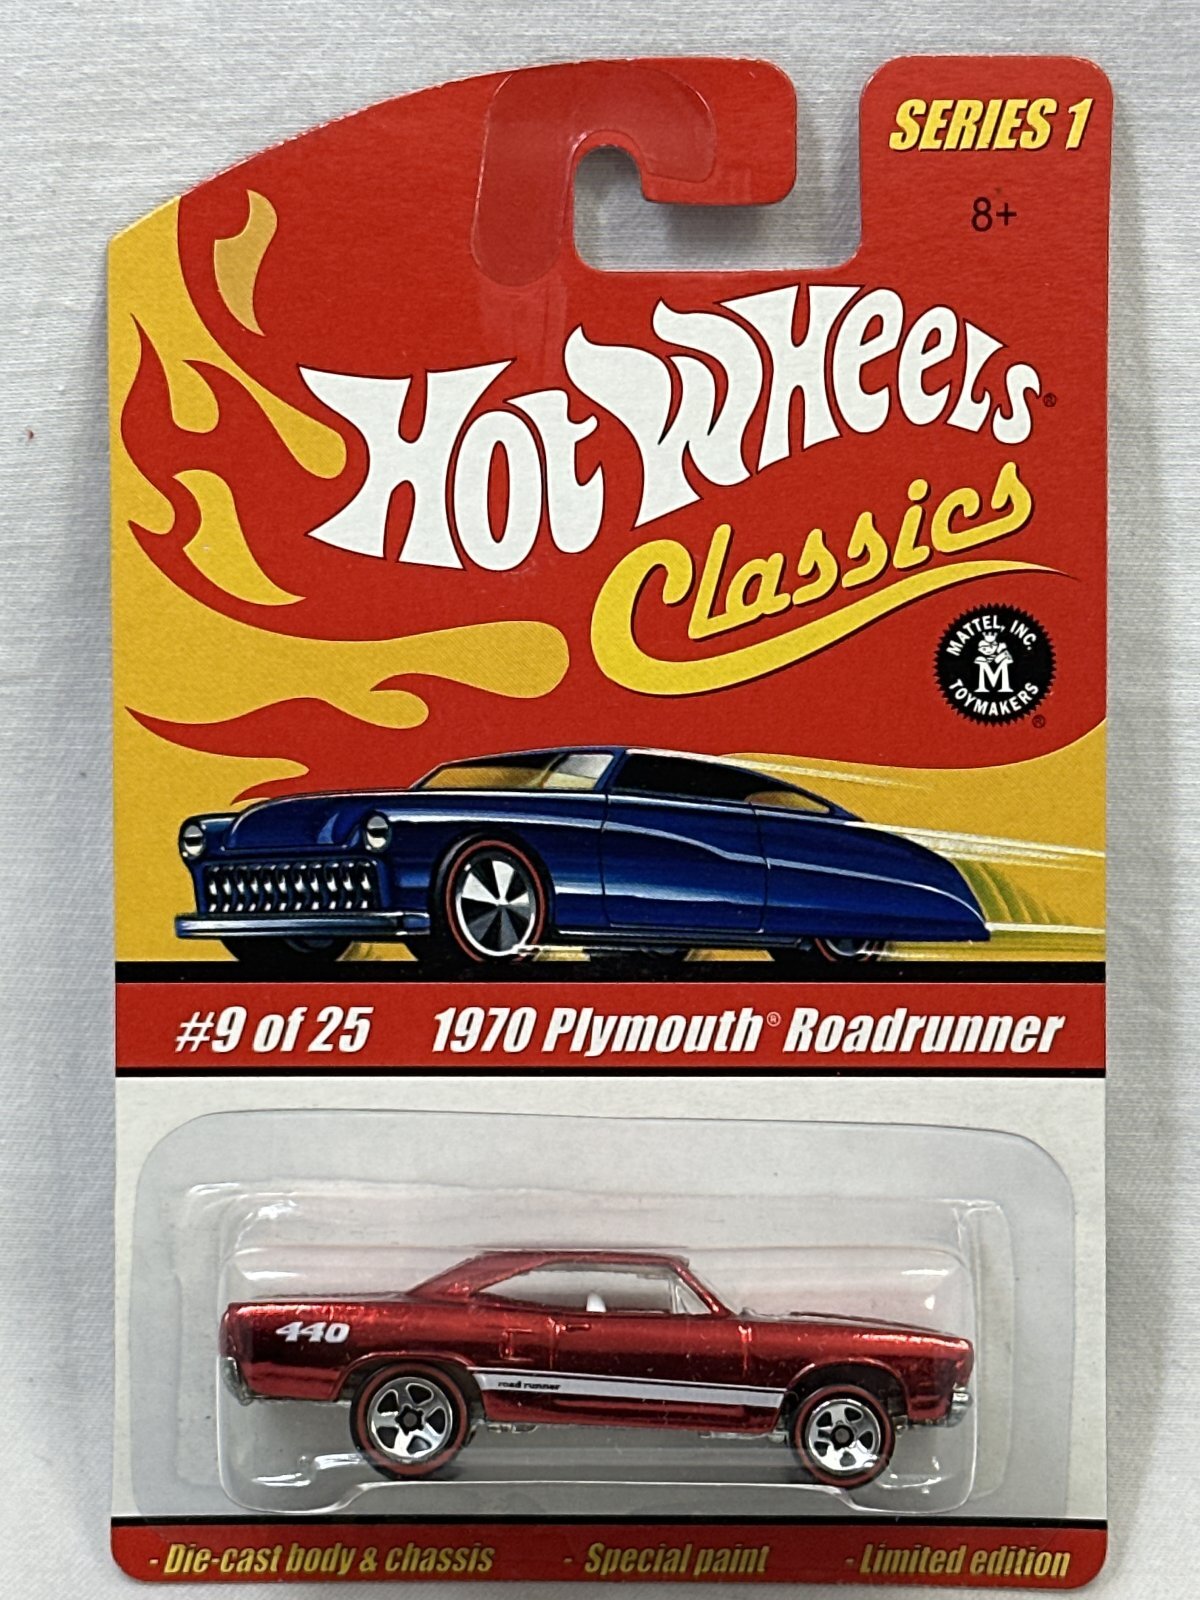 SERIES 1
8+
Hot Wheels®
Classics
MATTEL, INC.
M
TOYMAKERS
®
#9 of 25 1970 Plymouth® Roadrunner
440
road runner
- Die-cast body & chassis - Special paint - Limited edition